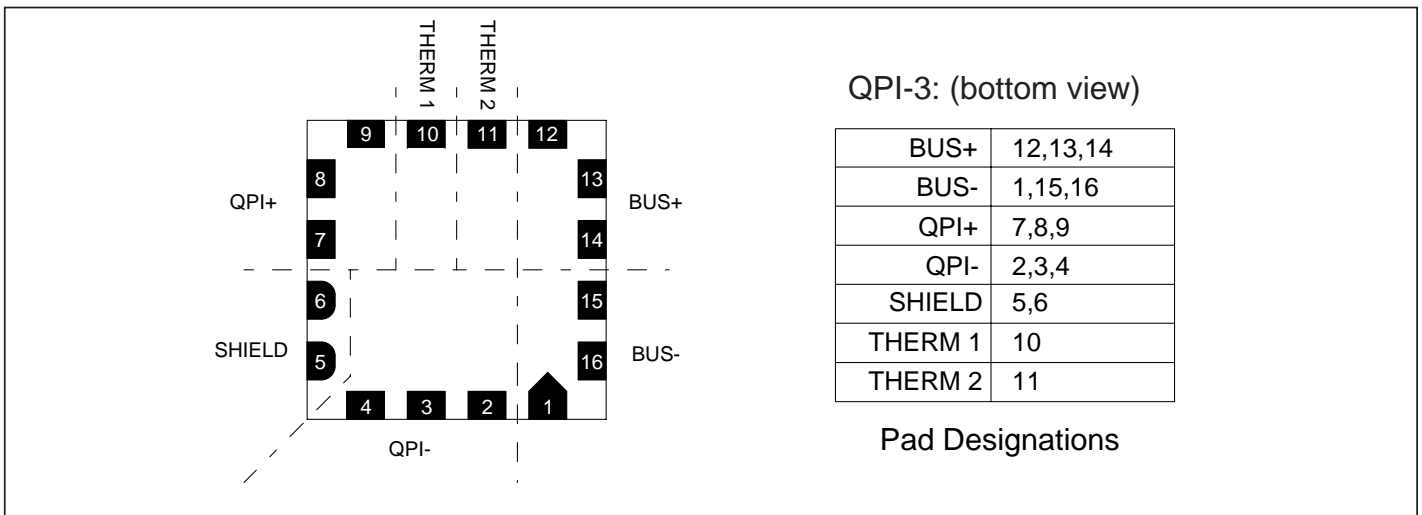 THERM 1
THERM 2
9 10 11 12
8 13
QPI+ BUS+
7 14
6 15
SHIELD 5 16 BUS-
4 3 2 1
QPI-
QPI-3: (bottom view)
BUS+ 12,13,14
BUS- 1,15,16
QPI+ 7,8,9
QPI- 2,3,4
SHIELD 5,6
THERM 1 10
THERM 2 11
Pad Designations